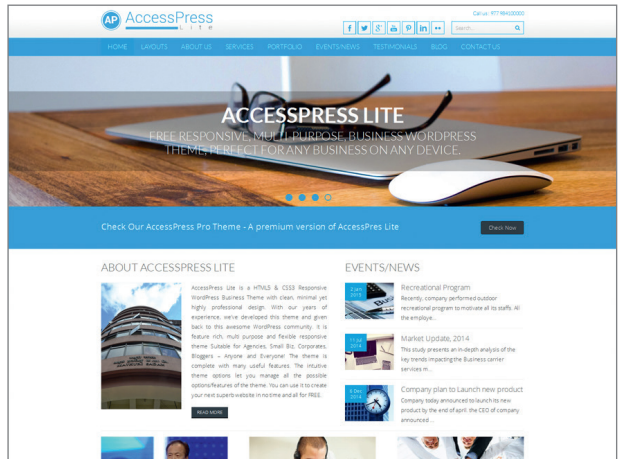 AP AccessPress
Lite
Call us : 977 984100000
Search...
HOME LAYOUTS ABOUT US SERVICES PORTFOLIO EVENTS/NEWS TESTIMONIALS BLOG CONTACT US
ACCESSPRESS LITE
FREE RESPONSIVE, MULTI-PURPOSE, BUSINESS WORDPRESS
THEME, PERFECT FOR ANY BUSINESS ON ANY DEVICE.
Check Our AccessPress Pro Theme - A premium version of AccessPres Lite
Check Now
ABOUT ACCESSPRESS LITE
AccessPress Lite is a HTML5 & CSS3 Responsive
WordPress Business Theme with clean, minimal yet
highly professional design. With our years of
experience, we've developed this theme and given
back to this awesome WordPress community. It is
feature rich, multi purpose and flexible responsive
theme Suitable for Agencies, Small Biz, Corporates,
Bloggers - Anyone and Everyone! The theme is
complete with many useful features. The intuitive
theme options let you manage all the possible
options/features of the theme. You can use it to create
your next superb website in no time and all for FREE.
READ MORE
EVENTS/NEWS
2 Jan
2015
Recreational Program
Recently, company performed outdoor
recreational program to motivate all its staffs. All
the employe...
11 Jul
2014
Market Update, 2014
This study presents an in-depth analysis of the
key trends impacting the Business carrier
services m...
Dec
2014
Company plan to Launch new product
Company today announced to launch its new
product by the end of april. the CEO of company
announced ...